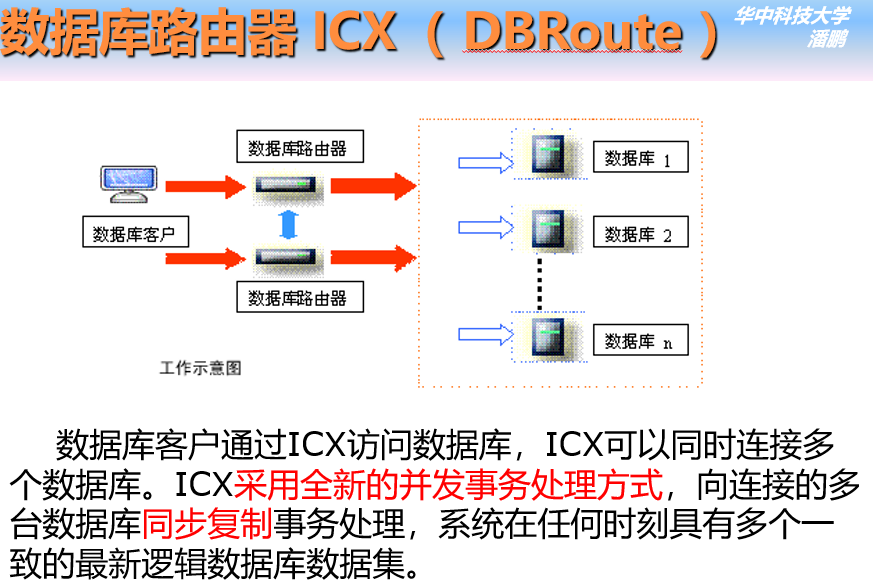 数据库路由器 ICX （ DBRoute ）
华中科技大学
潘鹏
数据库路由器
数据库 1
数据库客户
数据库 2
数据库路由器
数据库 n
工作示意图
数据库客户通过ICX访问数据库，ICX可以同时连接多
个数据库。ICX采用全新的并发事务处理方式，向连接的多
台数据库同步复制事务处理，系统在任何时刻具有多个一
致的最新逻辑数据库数据集。